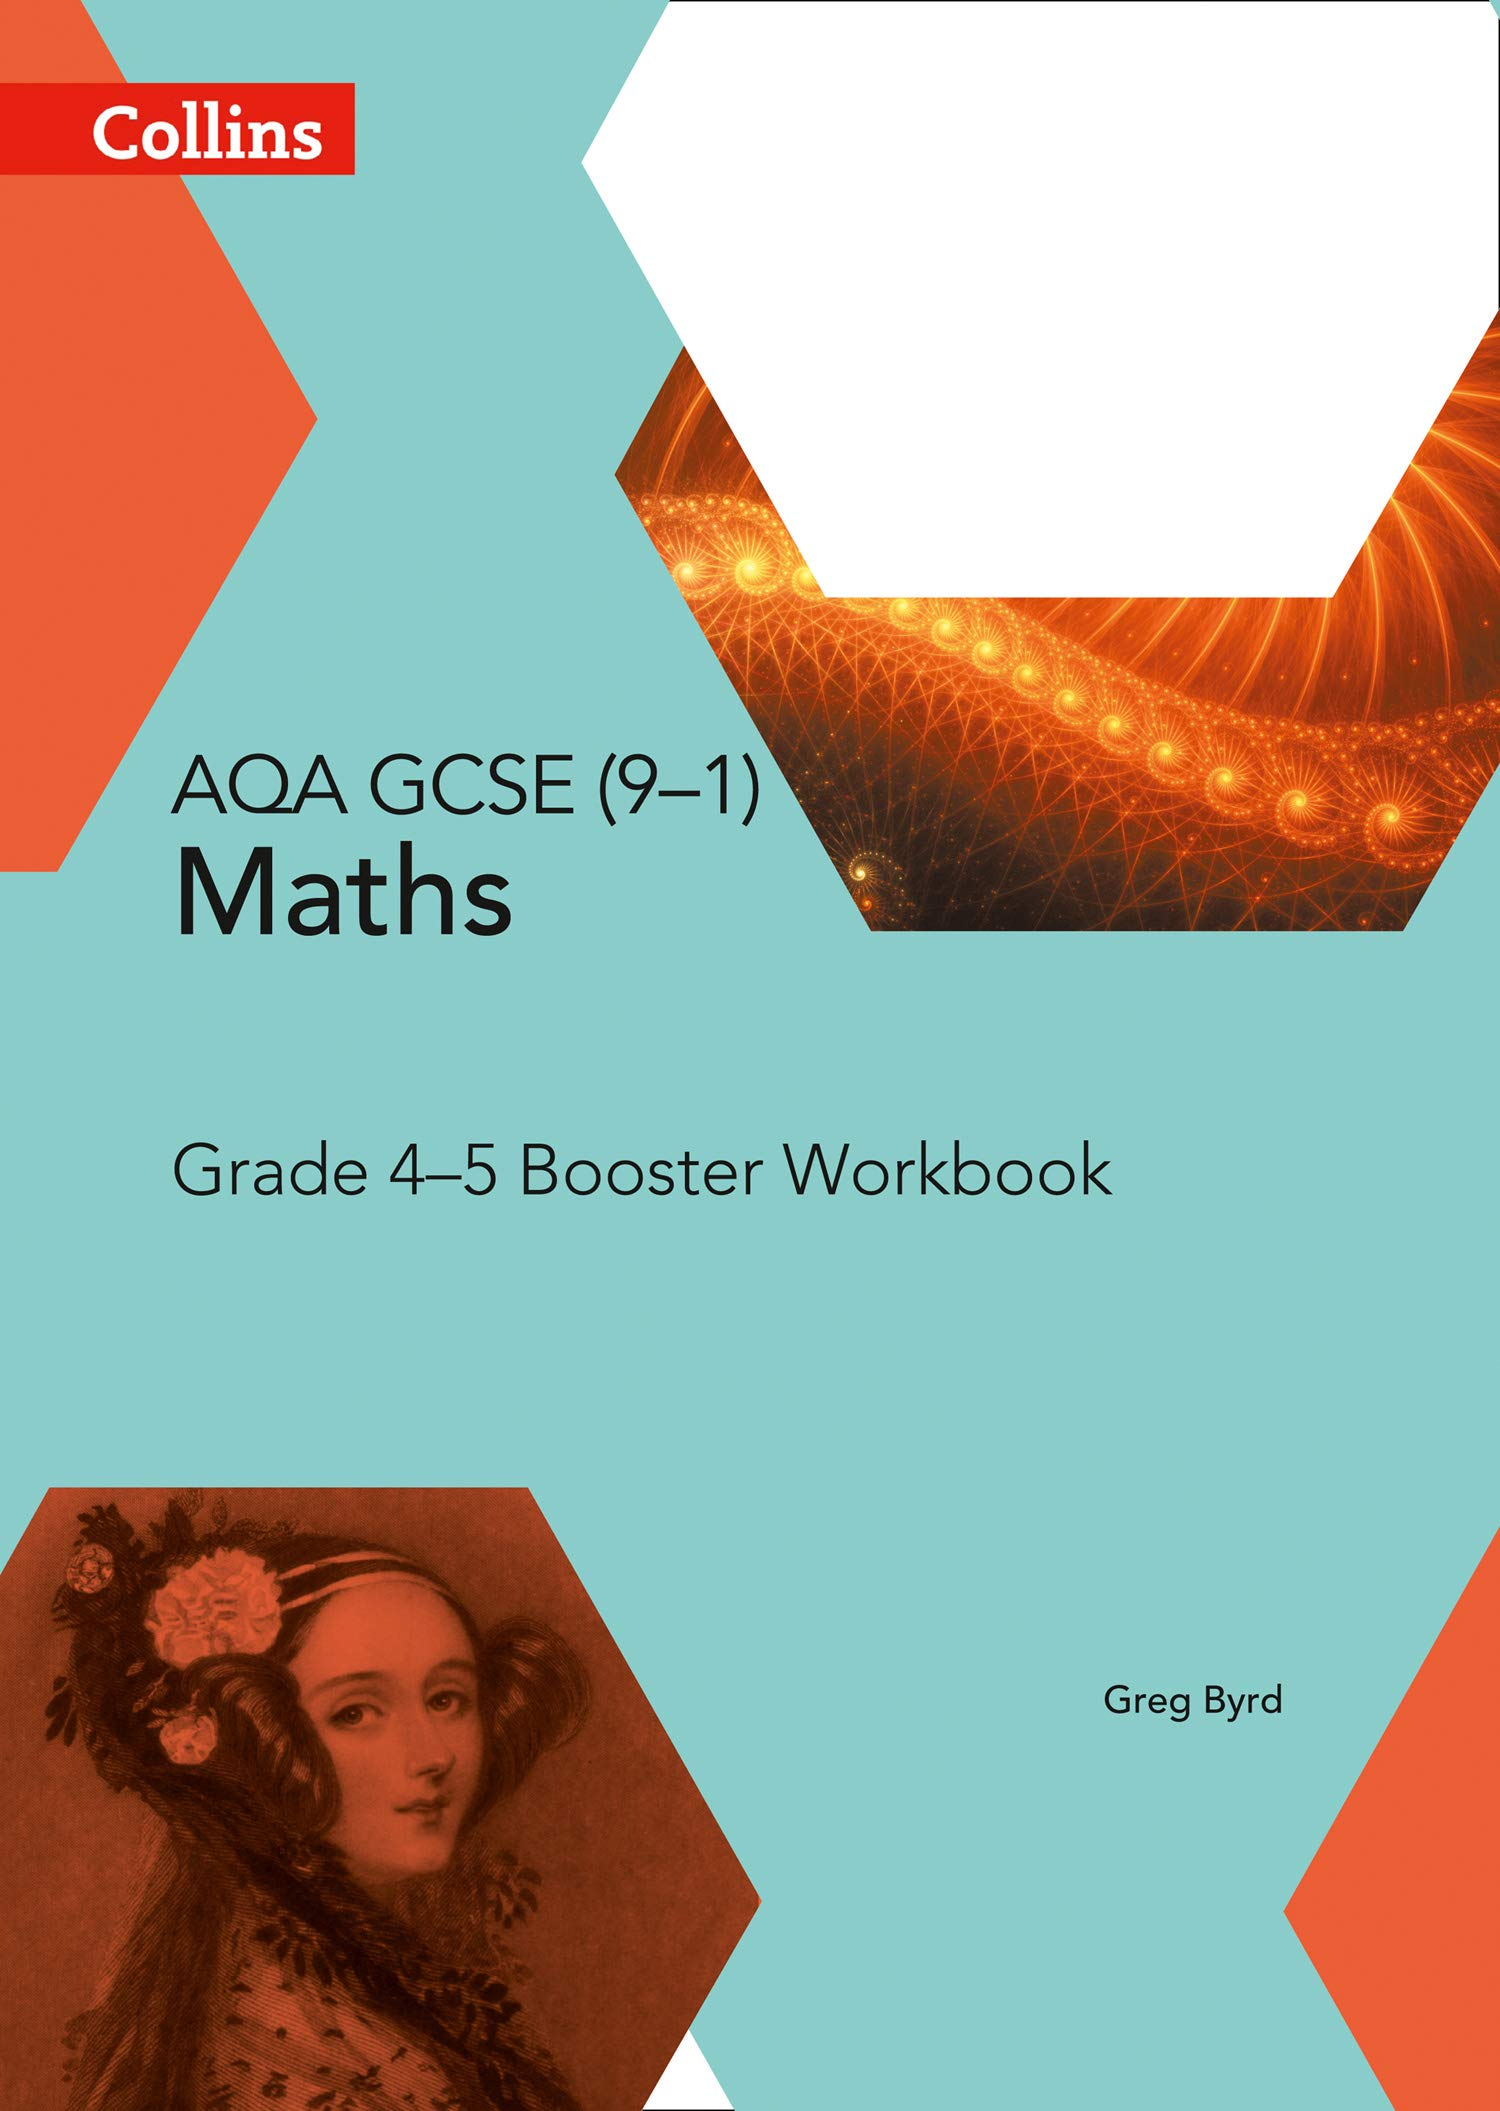 Collins
AQA GCSE (9–1)
Maths
Grade 4–5 Booster Workbook
Greg Byrd